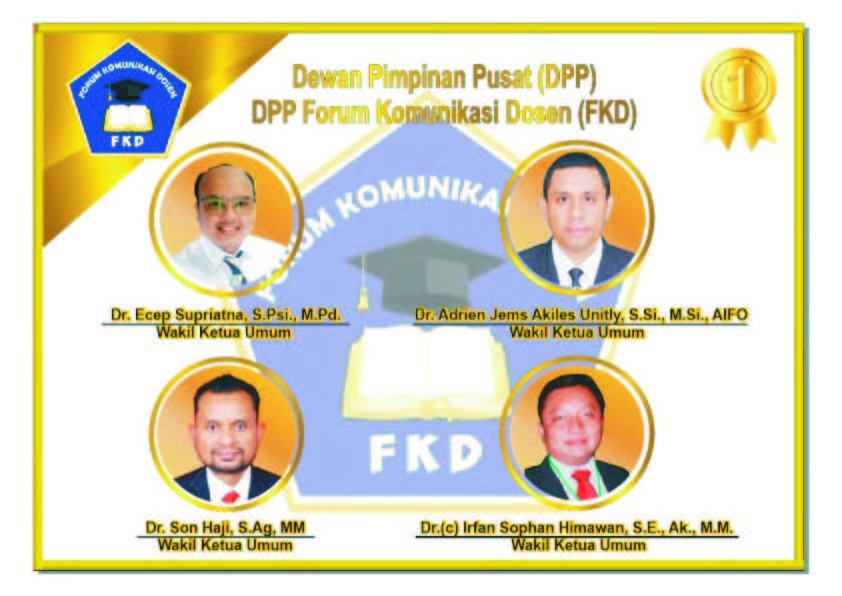 FORUM KOMUNIKASI DOSEN
FKD
Dewan Pimpinan Pusat (DPP)
DPP Forum Komunikasi Dosen (FKD)
1
FORUM KOMUNIKA
Dr. Ecep Supriatna, S.Psi., M.Pd.
Wakil Ketua Umum
Dr. Adrien Jems Akiles Unitly, S.Si., M.Si., AIFO
Wakil Ketua Umum
FKD
Dr. Son Haji, S.Ag, MM
Wakil Ketua Umum
Dr.(c) Irfan Sophan Himawan, S.E., Ak., M.M.
Wakil Ketua Umum